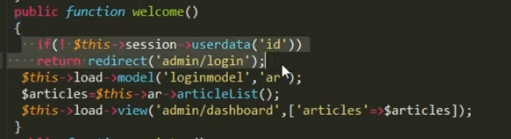 public function welcome()
{
if(! $this->session->userdata('id'))
return redirect('admin/login');
$this->load->model('loginmodel','ar');
$articles=$this->ar->articleList();
$this->load->view('admin/dashboard',['articles'=>$articles]);
}